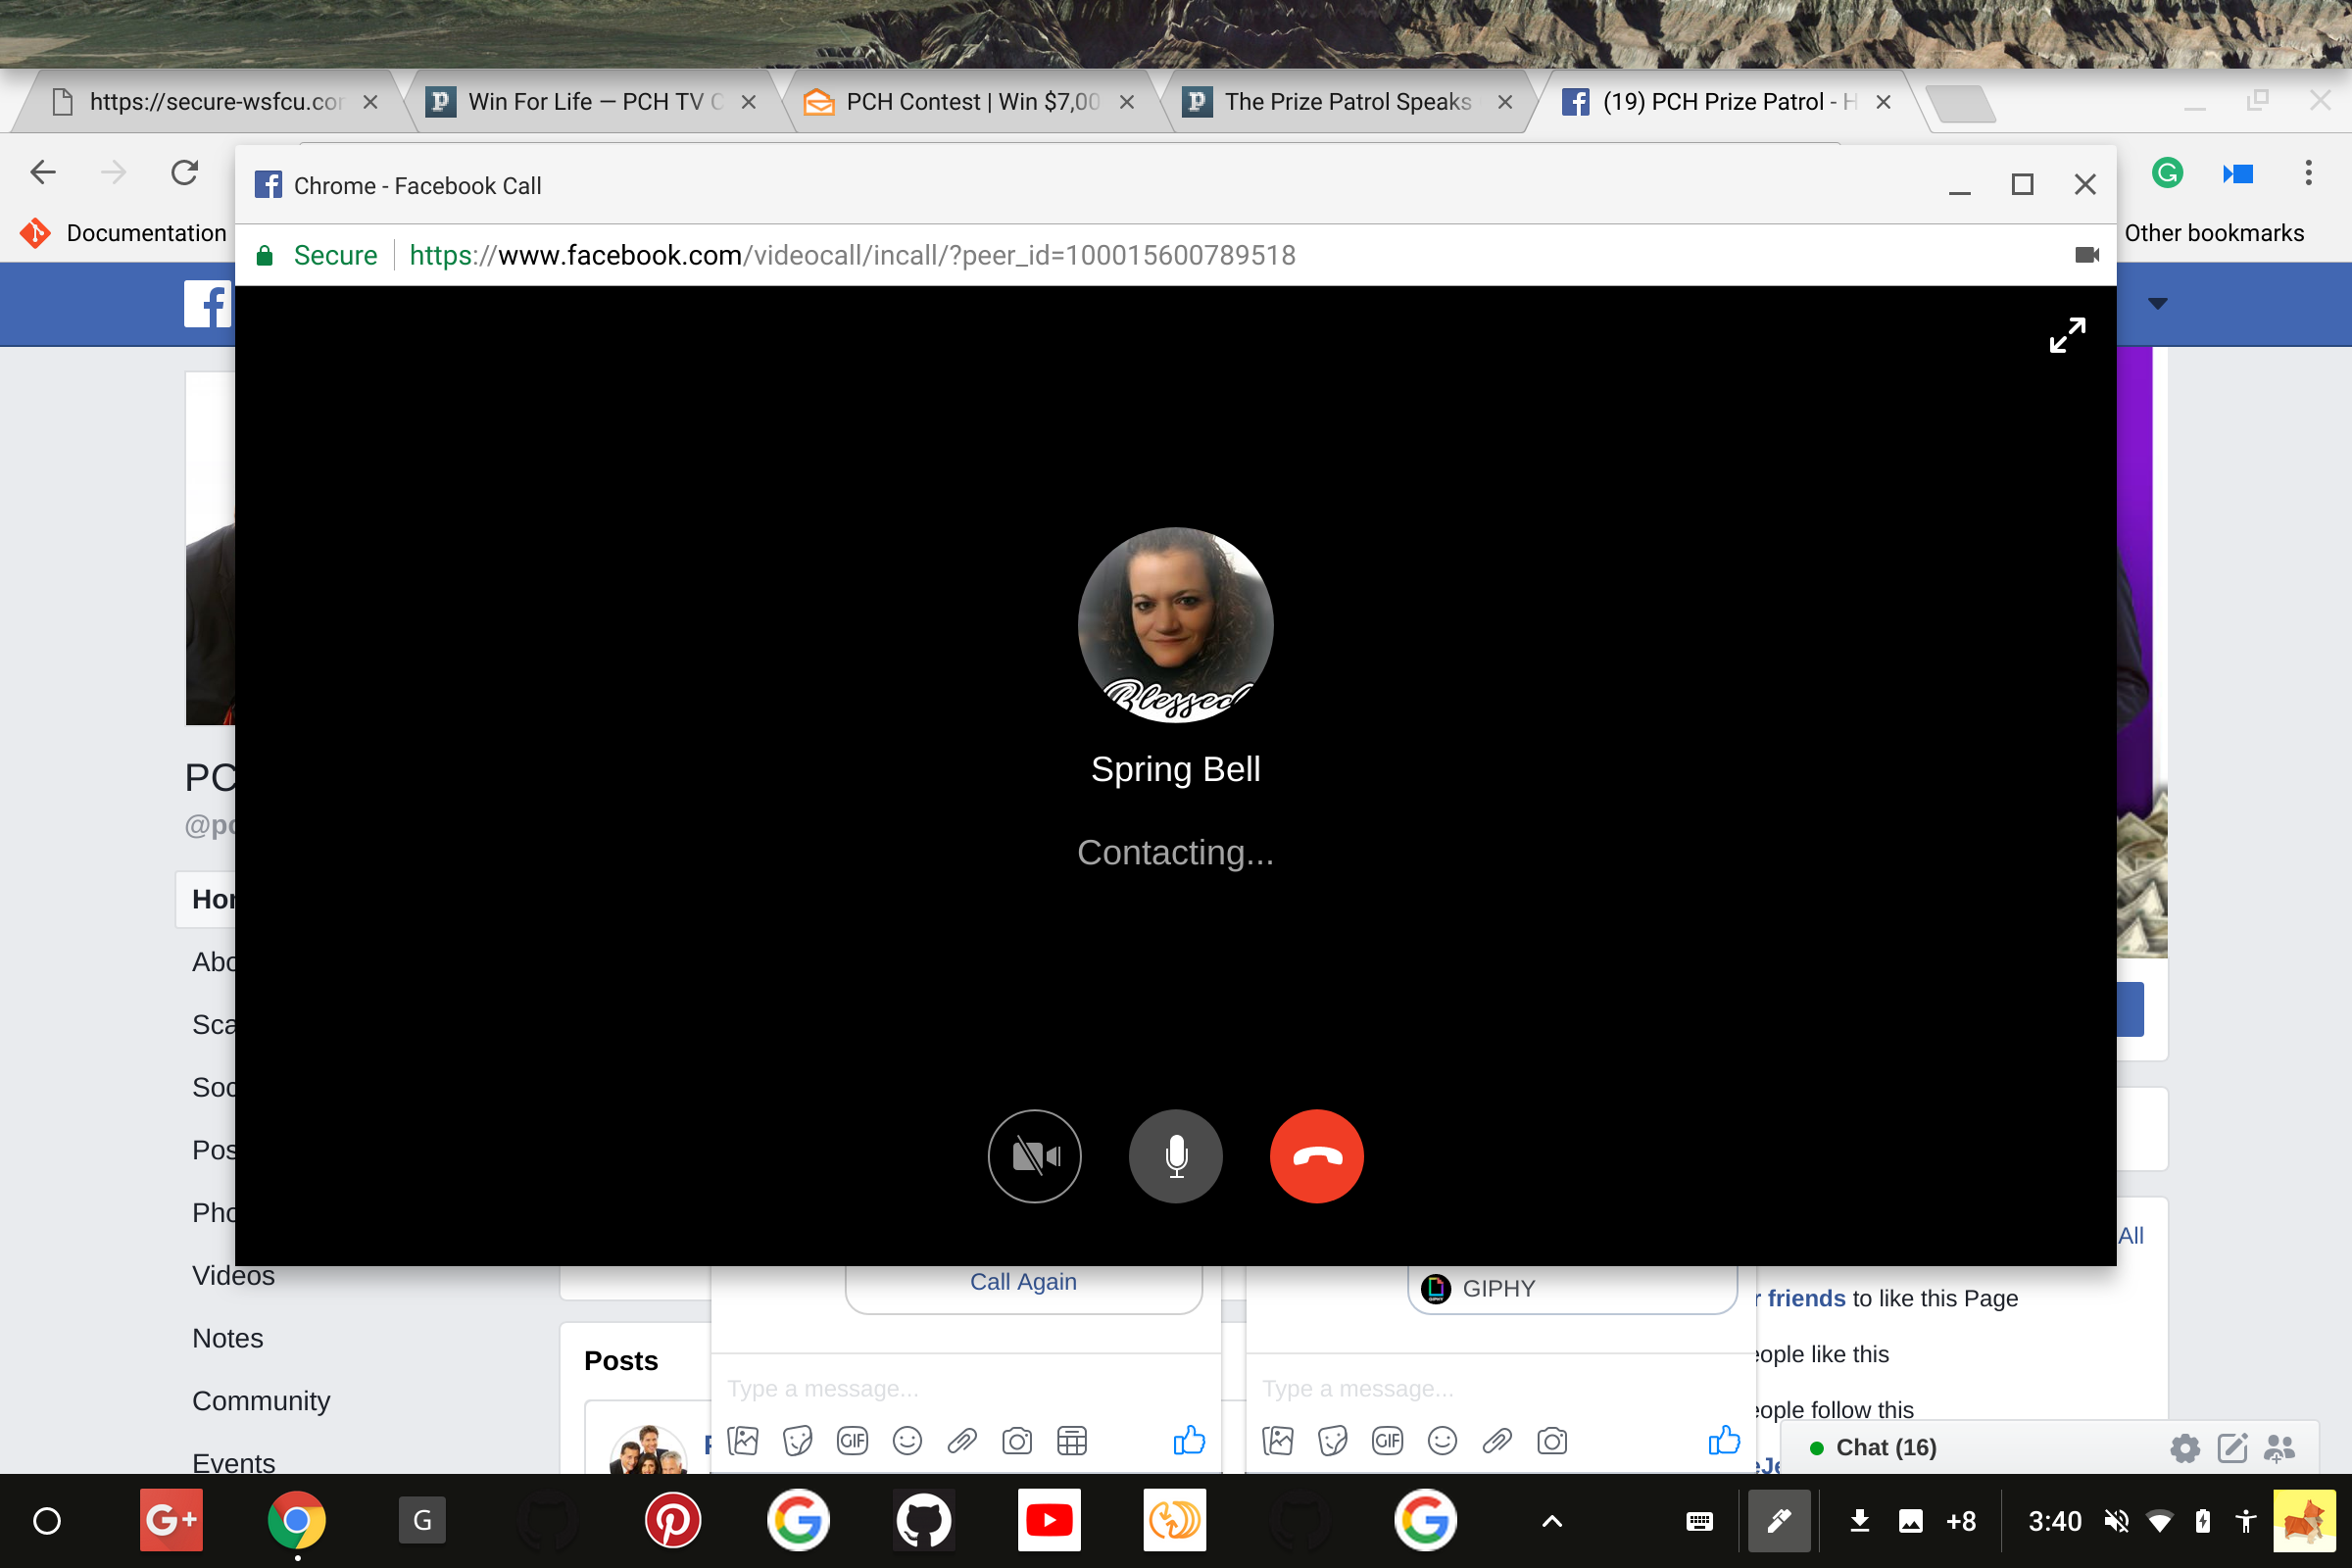 https://secure-wsfcu.con
Win For Life — PCH TV C
PCH Contest | Win $7,00
The Prize Patrol Speaks
(19) PCH Prize Patrol - H
Chrome - Facebook Call
Documentation
Other bookmarks
Secure
https://www.facebook.com/videocall/incall/?peer_id=100015600789518
Blessed
Spring Bell
Contacting...
PC
@pc
Hor
Abo
Sca
Soc
Pos
Pho
Videos
Notes
Community
Events
All
Call Again
GIPHY
r friends to like this Page
eople like this
eople follow this
Posts
Type a message...
Type a message...
GIF
GIF
Chat (16)
G+
G
+8
3:40